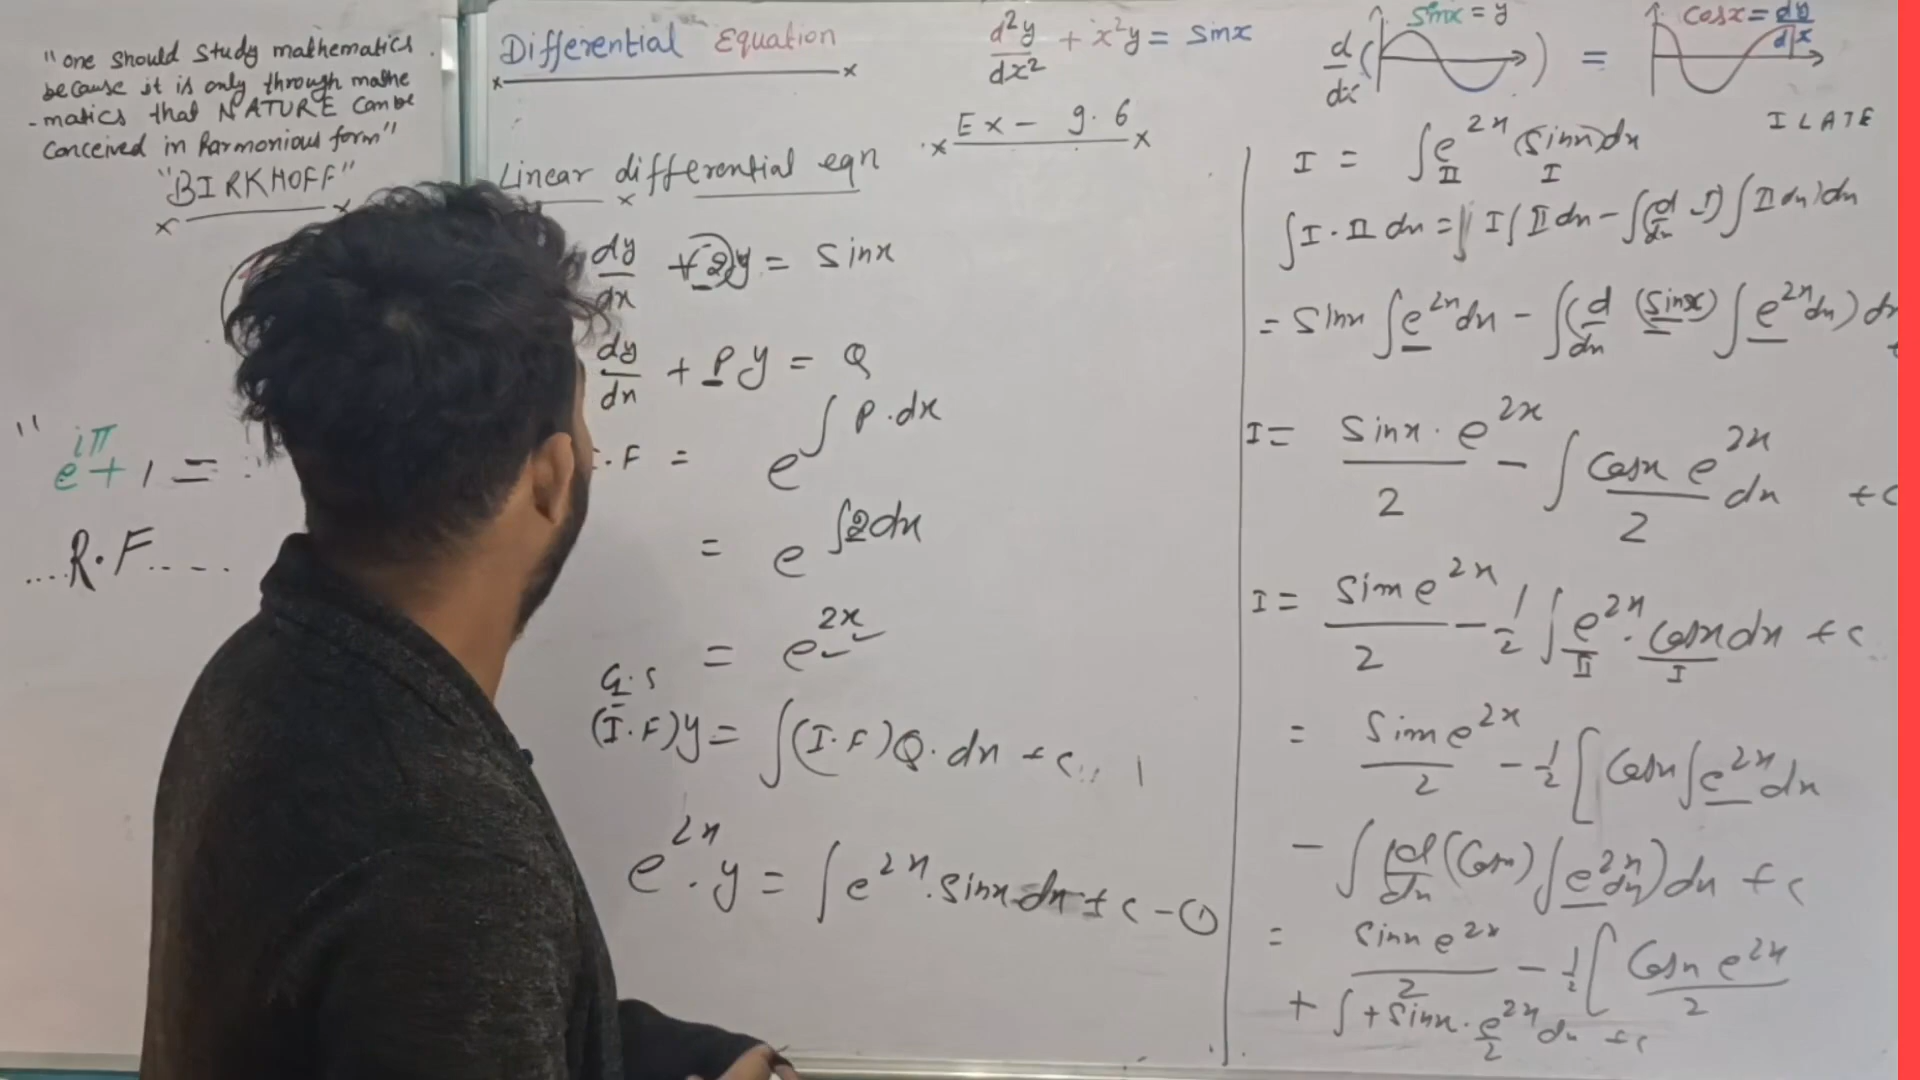 "one should study mathematics
because it is only through mathe
-matics that NATURE can be
conceived in harmonious form"
"BIRKHOFF"
"
e^{iπ} + 1 =
....R.F.....
Differential Equation
d²y/dx² + x²y = sinx
d/dx ( ) =
sinx = y
cosx = dy/dx
Ex - 9.6
ILATE
Linear differential eqn
dy/dx + 2y = sinx
dy/dx + Py = Q
.F = e^{∫P.dx}
= e^{∫2dx}
= e^{2x}
G.S
(I.F)y = ∫(I.F)Q.dx + c.. 1
e^{2x}.y = ∫e^{2x}.sinx dx + c - ①
I = ∫e^{2x} (sinx)dx
II I
∫I.II dx = I∫II dx - ∫(d/dx I)∫II dx)dx
= sinx ∫e^{2x}dx - ∫(d/dx (sinx) ∫e^{2x}dx) dx
I = sinx.e^{2x}/2 - ∫cosx e^{2x}/2 dx + c
I = sinx e^{2x}/2 - 1/2 ∫e^{2x}.cosx dx + c
II I
= sinx e^{2x}/2 - 1/2 [cosx ∫e^{2x}dx
- ∫(d/dx (cosx) ∫e^{2x}dx)dx + c
= sinx e^{2x}/2 - 1/2 [cosx e^{2x}/2
+ ∫+sinx.e^{2x}/2 dx + c